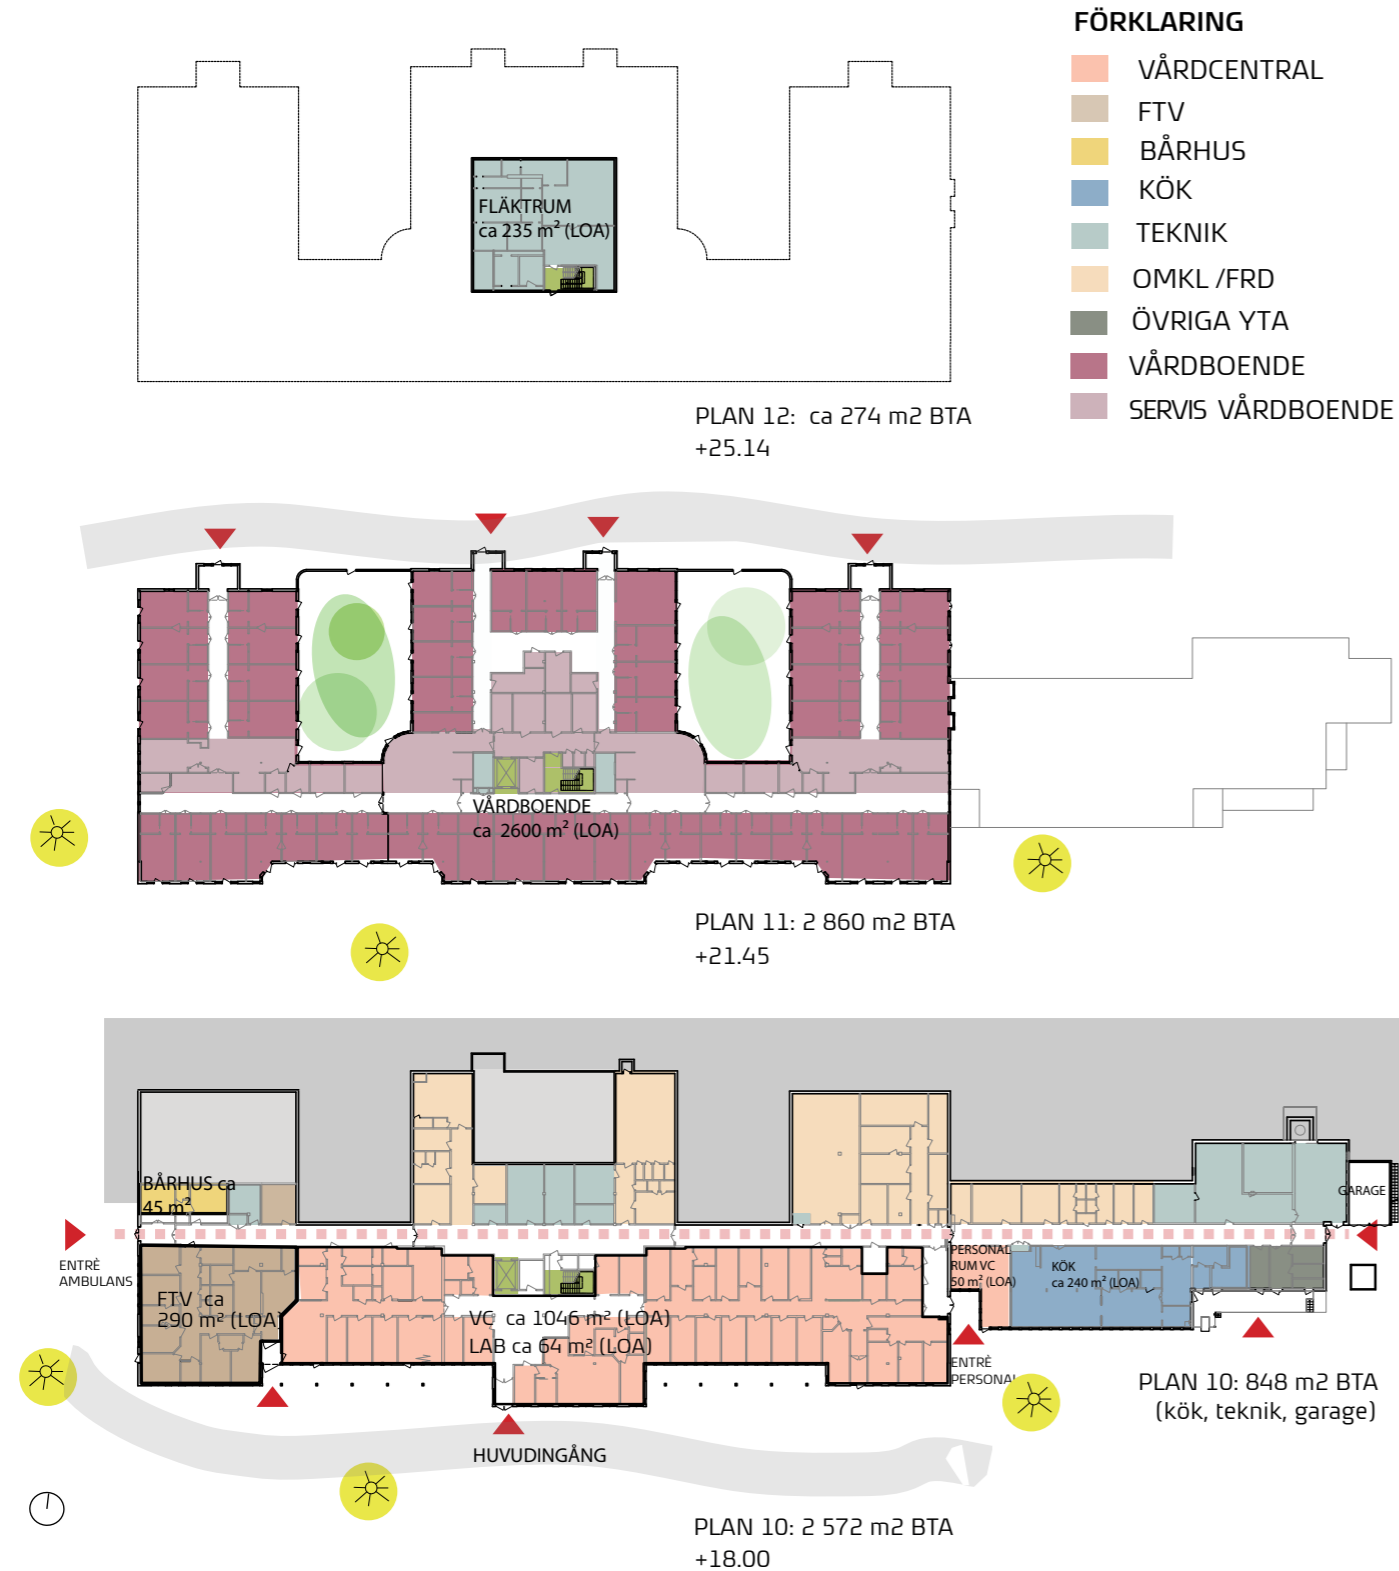 FÖRKLARING
VÅRDCENTRAL
FTV
BÅRHUS
KÖK
TEKNIK
OMKL /FRD
ÖVRIGA YTA
VÅRDBOENDE
SERVIS VÅRDBOENDE
FLÄKTRUM
ca 235 m² (LOA)
PLAN 12: ca 274 m2 BTA
+25.14
VÅRDBOENDE
ca 2600 m² (LOA)
PLAN 11: 2 860 m2 BTA
+21.45
BÅRHUS ca
45 m²
GARAGE
ENTRÈ
AMBULANS
PERSONAL
RUM VC
50 m² (LOA)
KÖK
ca 240 m² (LOA)
FTV ca
290 m² (LOA)
VC ca 1046 m² (LOA)
LAB ca 64 m² (LOA)
ENTRÈ
PERSONAL
PLAN 10: 848 m2 BTA
(kök, teknik, garage)
HUVUDINGÅNG
PLAN 10: 2 572 m2 BTA
+18.00